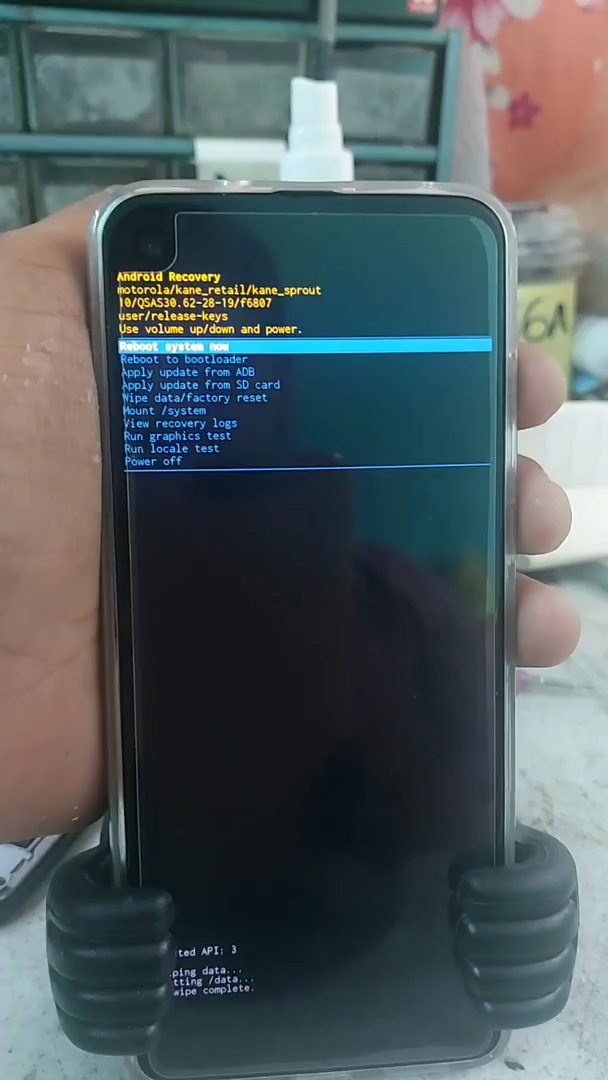 Android Recovery
motorola/kane_retail/kane_sprout
10/QSAS30.62-28-19/f6807
user/release-keys
Use volume up/down and power.
Reboot system now
Reboot to bootloader
Apply update from ADB
Apply update from SD card
Wipe data/factory reset
Mount /system
View recovery logs
Run graphics test
Run locale test
Power off
6A
ted API: 3
ping data...
tting /data...
wipe complete.